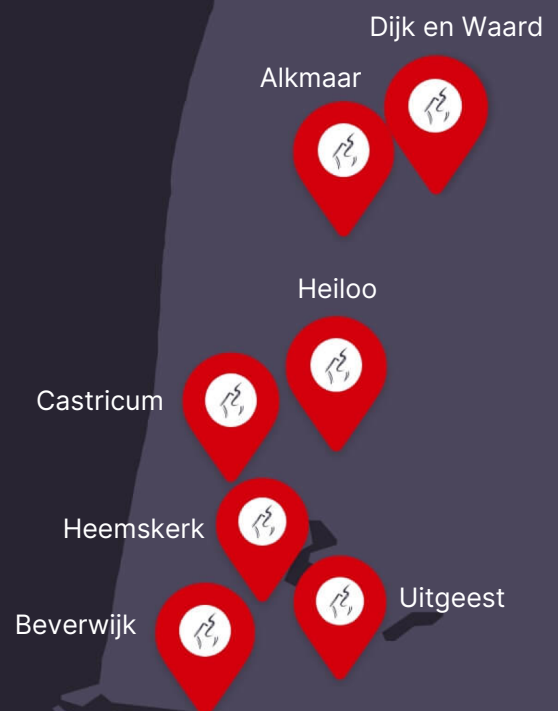 Dijk en Waard
Alkmaar
Heiloo
Castricum
Heemskerk
Uitgeest
Beverwijk